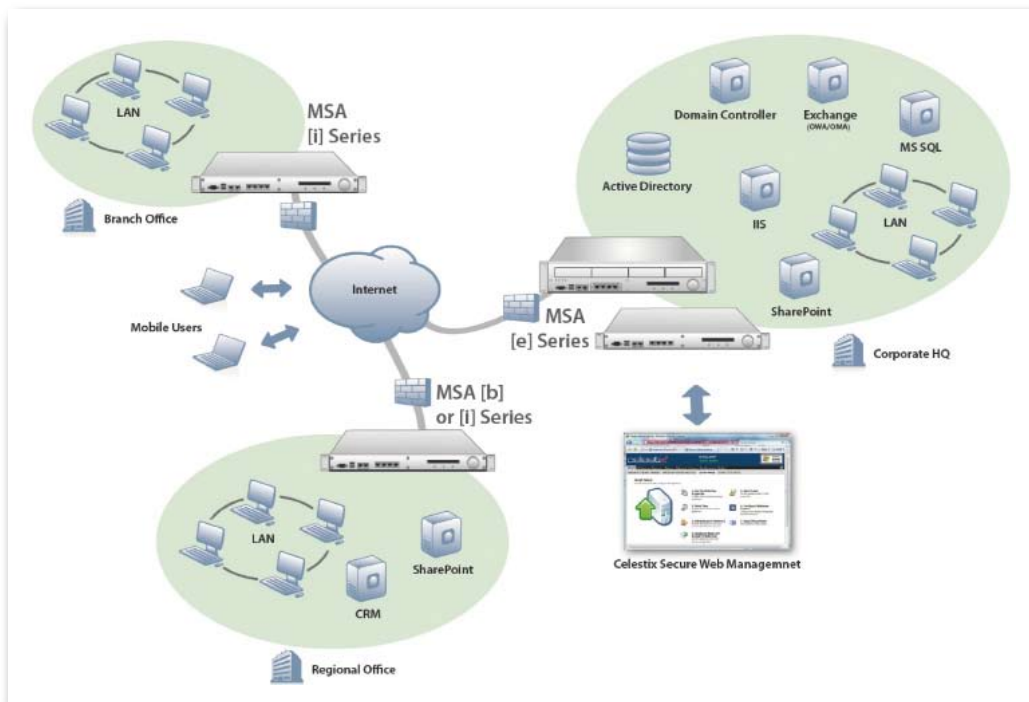 LAN
MSA
[i] Series
Branch Office
Domain Controller
Exchange
(OWA/OMA)
MS SQL
Active Directory
IIS
LAN
SharePoint
Corporate HQ
Internet
Mobile Users
MSA
[e] Series
MSA [b]
or [i] Series
LAN
SharePoint
CRM
Regional Office
Celestix Secure Web Managemnet